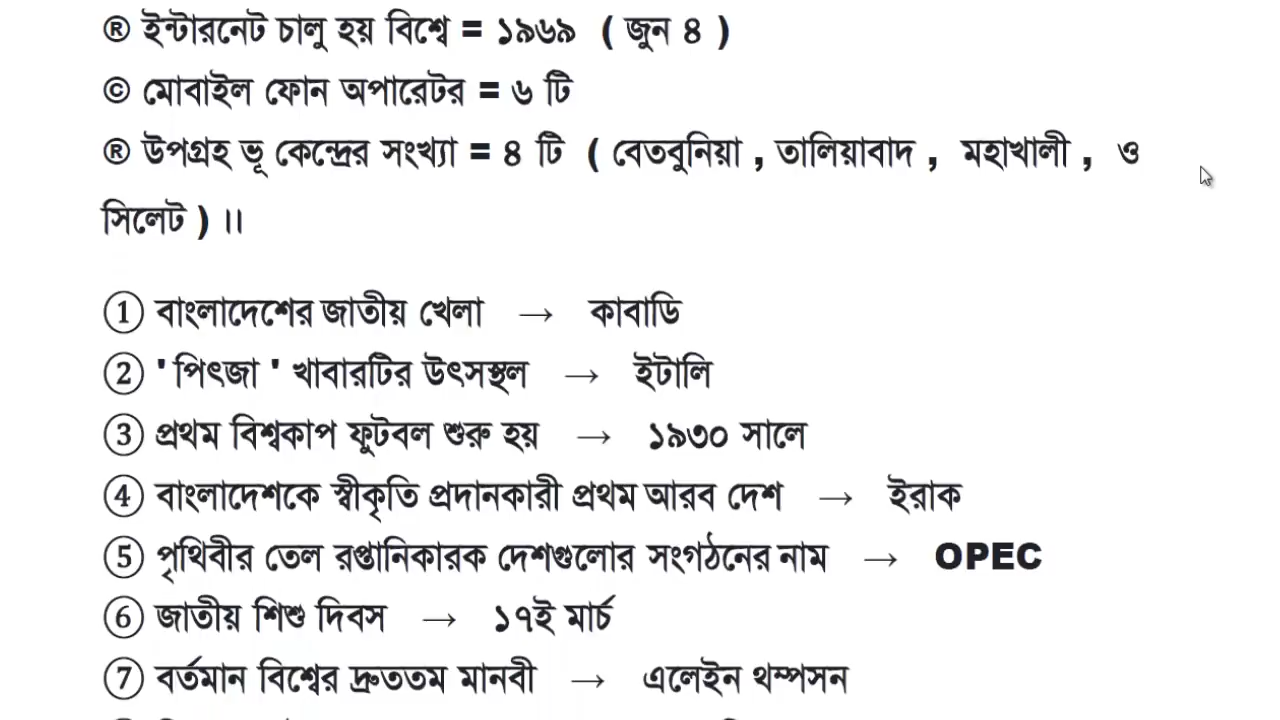 ® ইন্টারনেট চালু হয় বিশ্বে = ১৯৬৯ ( জুন ৪ )
© মোবাইল ফোন অপারেটর = ৬ টি
® উপগ্রহ ভূ কেন্দ্রের সংখ্যা = ৪ টি ( বেতবুনিয়া , তালিয়াবাদ , মহাখালী , ও
সিলেট ) ।।
① বাংলাদেশের জাতীয় খেলা → কাবাডি
② ' পিৎজা ' খাবারটির উৎসস্থল → ইটালি
③ প্রথম বিশ্বকাপ ফুটবল শুরু হয় → ১৯৩০ সালে
④ বাংলাদেশকে স্বীকৃতি প্রদানকারী প্রথম আরব দেশ → ইরাক
⑤ পৃথিবীর তেল রপ্তানিকারক দেশগুলোর সংগঠনের নাম → OPEC
⑥ জাতীয় শিশু দিবস → ১৭ই মার্চ
⑦ বর্তমান বিশ্বের দ্রুততম মানবী → এলেইন থম্পসন